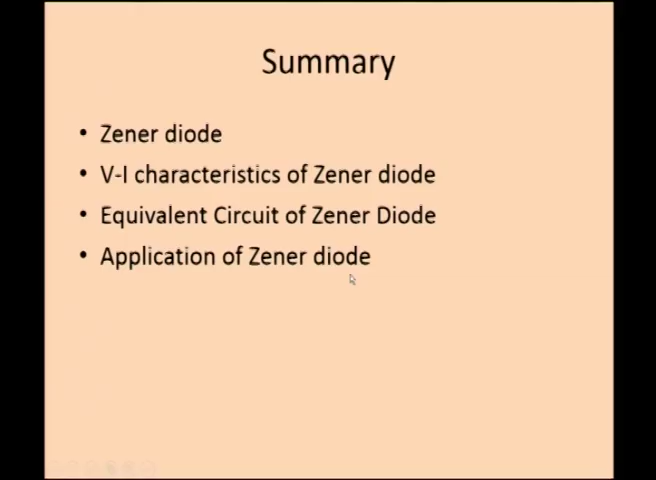 Summary
• Zener diode
• V-I characteristics of Zener diode
• Equivalent Circuit of Zener Diode
• Application of Zener diode